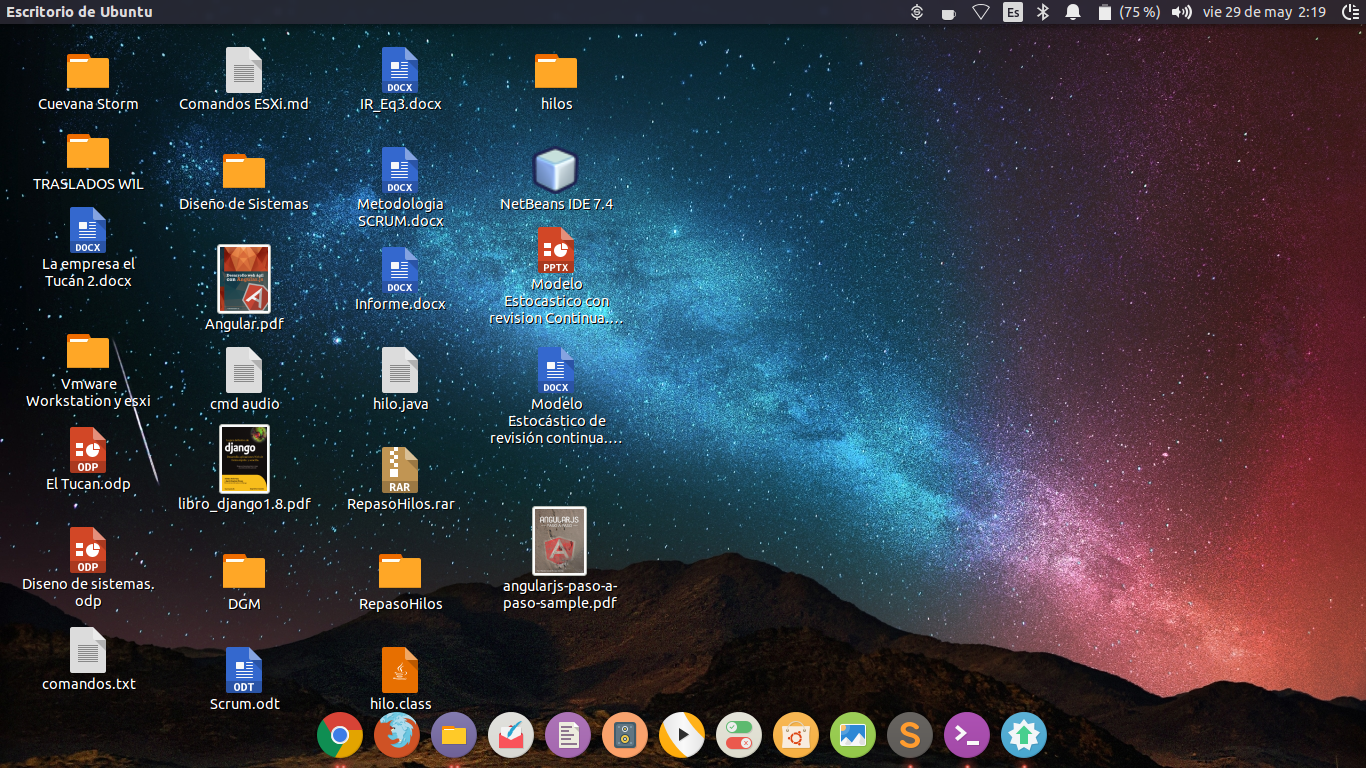 Escritorio de Ubuntu
Es
(75 %)
vie 29 de may 2:19
Cuevana Storm
TRASLADOS WIL
DOCX
La empresa el
Tucán 2.docx
Vmware
Workstation y esxi
ODP
El Tucan.odp
ODP
Diseno de sistemas.
odp
comandos.txt
Comandos ESXi.md
Diseño de Sistemas
Angular.pdf
cmd audio
django
libro_django1.8.pdf
DGM
ODT
Scrum.odt
DOCX
IR_Eq3.docx
DOCX
Metodologia
SCRUM.docx
DOCX
Informe.docx
hilo.java
RAR
RepasoHilos.rar
RepasoHilos
hilo.class
hilos
NetBeans IDE 7.4
PPTX
Modelo
Estocástico con
revision Continua....
DOCX
Modelo
Estocástico de
revisión continua....
ANGULARJS
angularjs-paso-a-
paso-sample.pdf